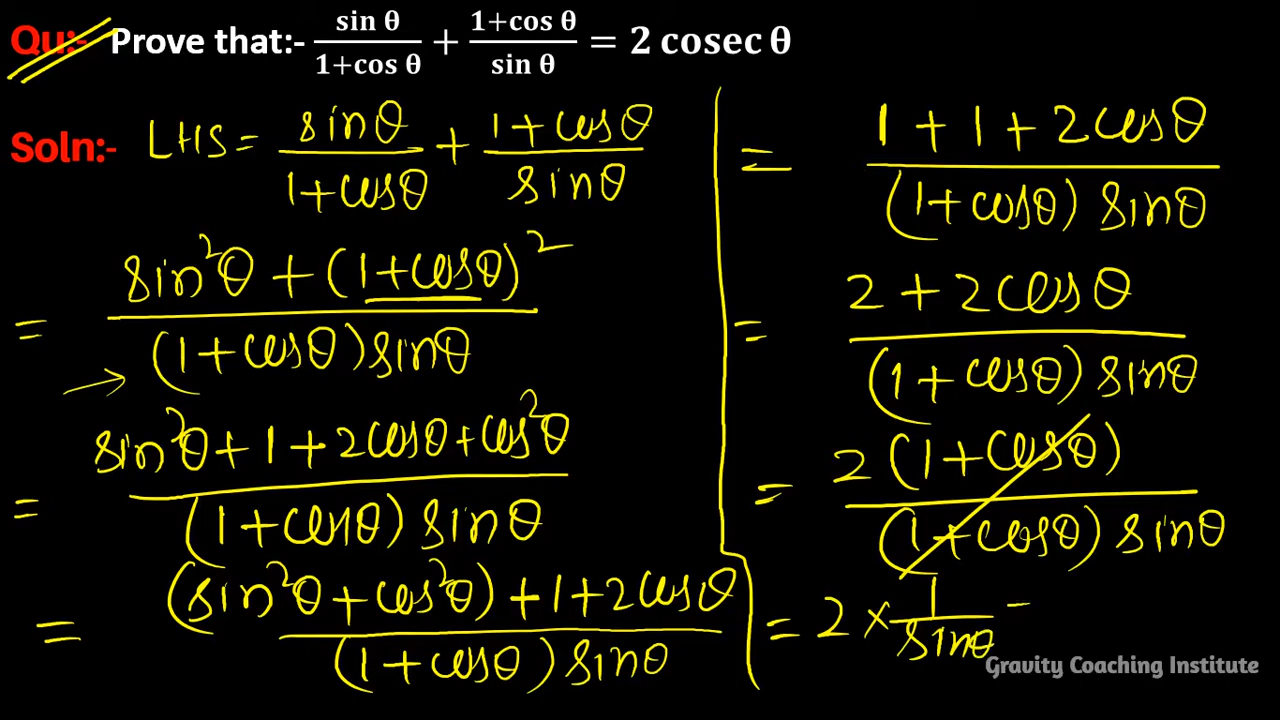 Qu:- Prove that:- sin θ/1+cos θ + 1+cos θ/sin θ = 2 cosec θ
Soln:- LHS = sinθ/1+cosθ + 1+cosθ/sinθ
= sin²θ + (1+cosθ)²/(1+cosθ)sinθ
→
= sin²θ + 1 + 2cosθ + cos²θ/(1+cosθ) sinθ
= (sin²θ + cos²θ) + 1 + 2cosθ/(1+cosθ) sinθ
= 1 + 1 + 2cosθ/(1+cosθ) sinθ
= 2 + 2cosθ/(1+cosθ) sinθ
= 2(1+cosθ)/(1+cosθ) sinθ
= 2 × 1/sinθ -
Gravity Coaching Institute